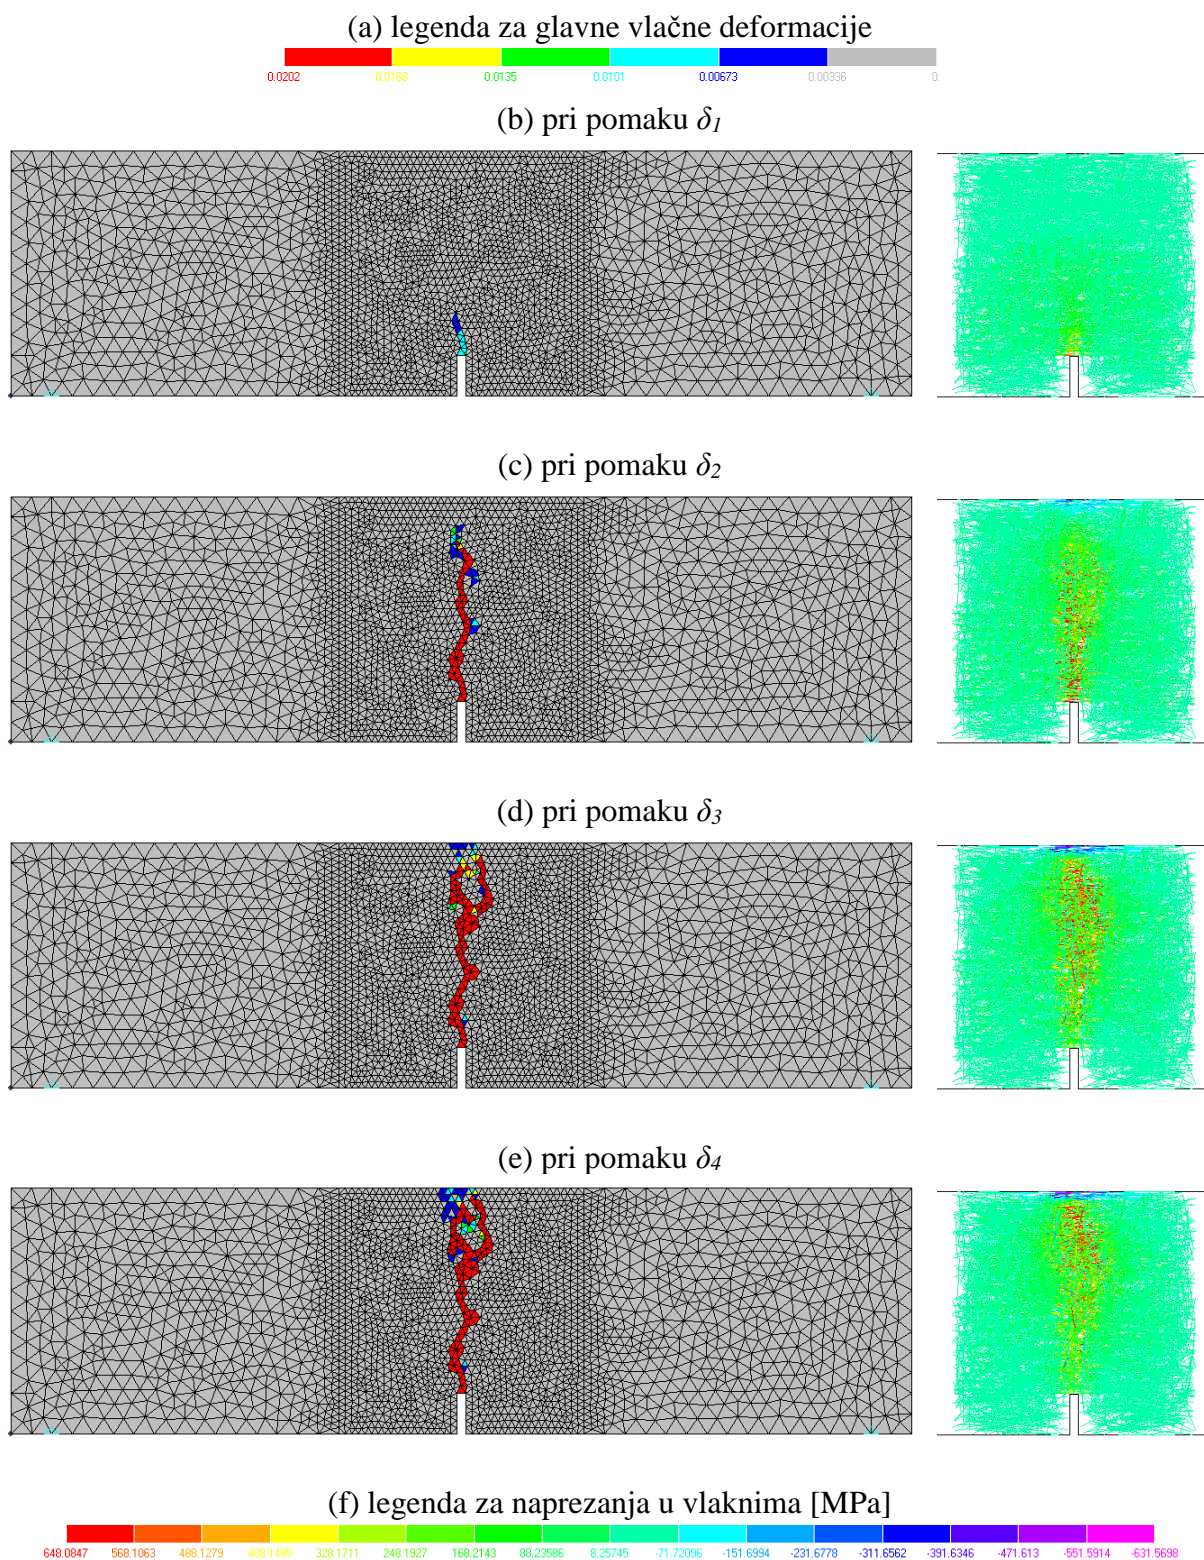 (a) legenda za glavne vlačne deformacije
0.0202 0.0168 0.0135 0.0101 0.00673 0.00336 0.
(b) pri pomaku δ1
(c) pri pomaku δ2
(d) pri pomaku δ3
(e) pri pomaku δ4
(f) legenda za naprezanja u vlaknima [MPa]
648.0847 568.1063 488.1279 408.1495 328.1711 248.1927 168.2143 88.23586 8.25745 -71.72096 -151.6994 -231.6778 -311.6562 -391.6346 -471.613 -551.5914 -631.5698